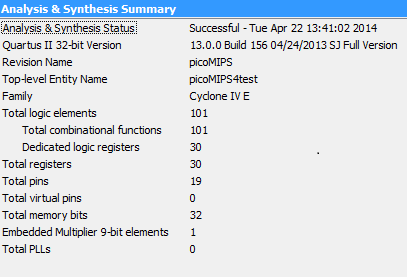 Analysis & Synthesis Summary
Analysis & Synthesis Status Successful - Tue Apr 22 13:41:02 2014
Quartus II 32-bit Version 13.0.0 Build 156 04/24/2013 SJ Full Version
Revision Name picoMIPS
Top-level Entity Name picoMIPS4test
Family Cyclone IV E
Total logic elements 101
Total combinational functions 101
Dedicated logic registers 30
Total registers 30
Total pins 19
Total virtual pins 0
Total memory bits 32
Embedded Multiplier 9-bit elements 1
Total PLLs 0